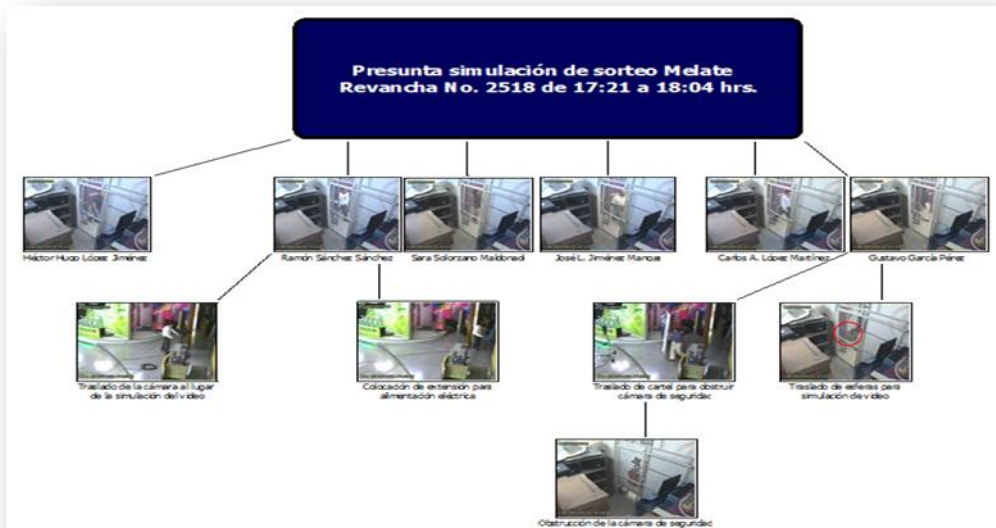 Presunta simulación de sorteo Melate
Revancha No. 2518 de 17:21 a 18:04 hrs.
Héctor Hugo López Jiménez
Ramón Sánchez Sánchez
Sara Solorzano Maldonado
José L. Jiménez Mangas
Carlos A. López Martínez
Gustavo García Pérez
Traslado de la cámara al lugar
de la simulación del video
Colocación de extensión para
alimentación eléctrica
Traslado de cartel para obstruir
cámara de seguridad
Traslado de esferas para
simulación de video
Obstrucción de la cámara de seguridad